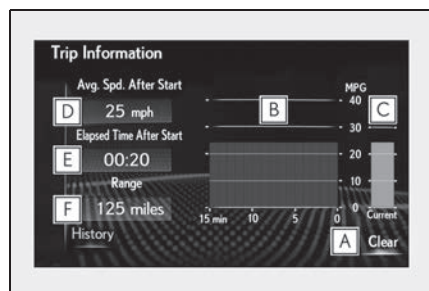 Trip Information
Avg. Spd. After Start
D 25 mph
Elapsed Time After Start
E 00:20
Range
F 125 miles
History
B
MPG
C
40
30
20
10
0
15 min 10 5 0
Current
A Clear